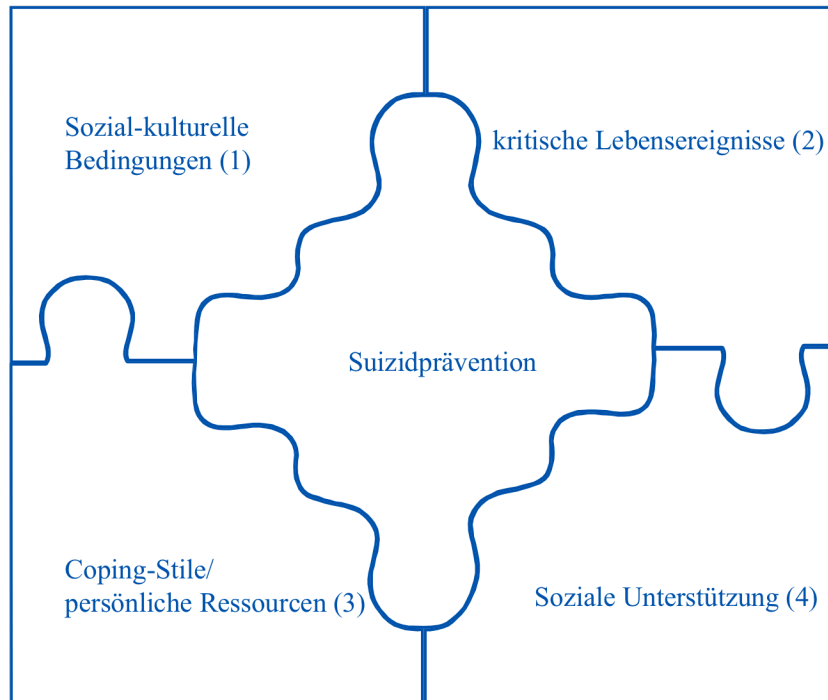 Sozial-kulturelle
Bedingungen (1)
kritische Lebensereignisse (2)
Suizidprävention
Coping-Stile/
persönliche Ressourcen (3)
Soziale Unterstützung (4)